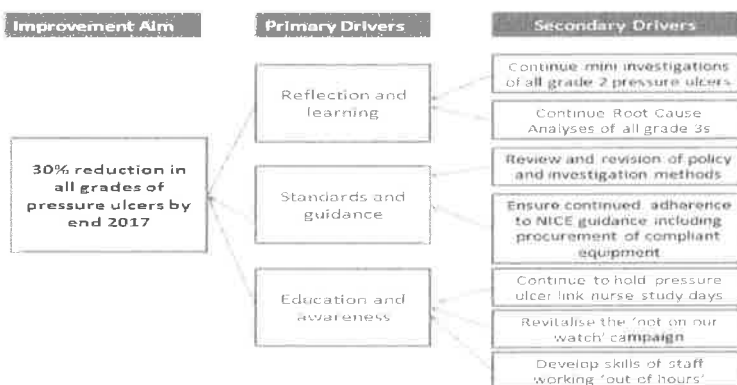 Improvement Aim
Primary Drivers
Secondary Drivers
30% reduction in
all grades of
pressure ulcers by
end 2017
Reflection and
learning
Standards and
guidance
Education and
awareness
Continue mini investigations
of all grade 2 pressure ulcers
Continue Root Cause
Analyses of all grade 3s
Review and revision of policy
and investigation methods
Ensure continued adherence
to NICE guidance including
procurement of compliant
equipment
Continue to hold pressure
ulcer link nurse study days
Revitalise the 'not on our
watch' campaign
Develop skills of staff
working 'out of hours'